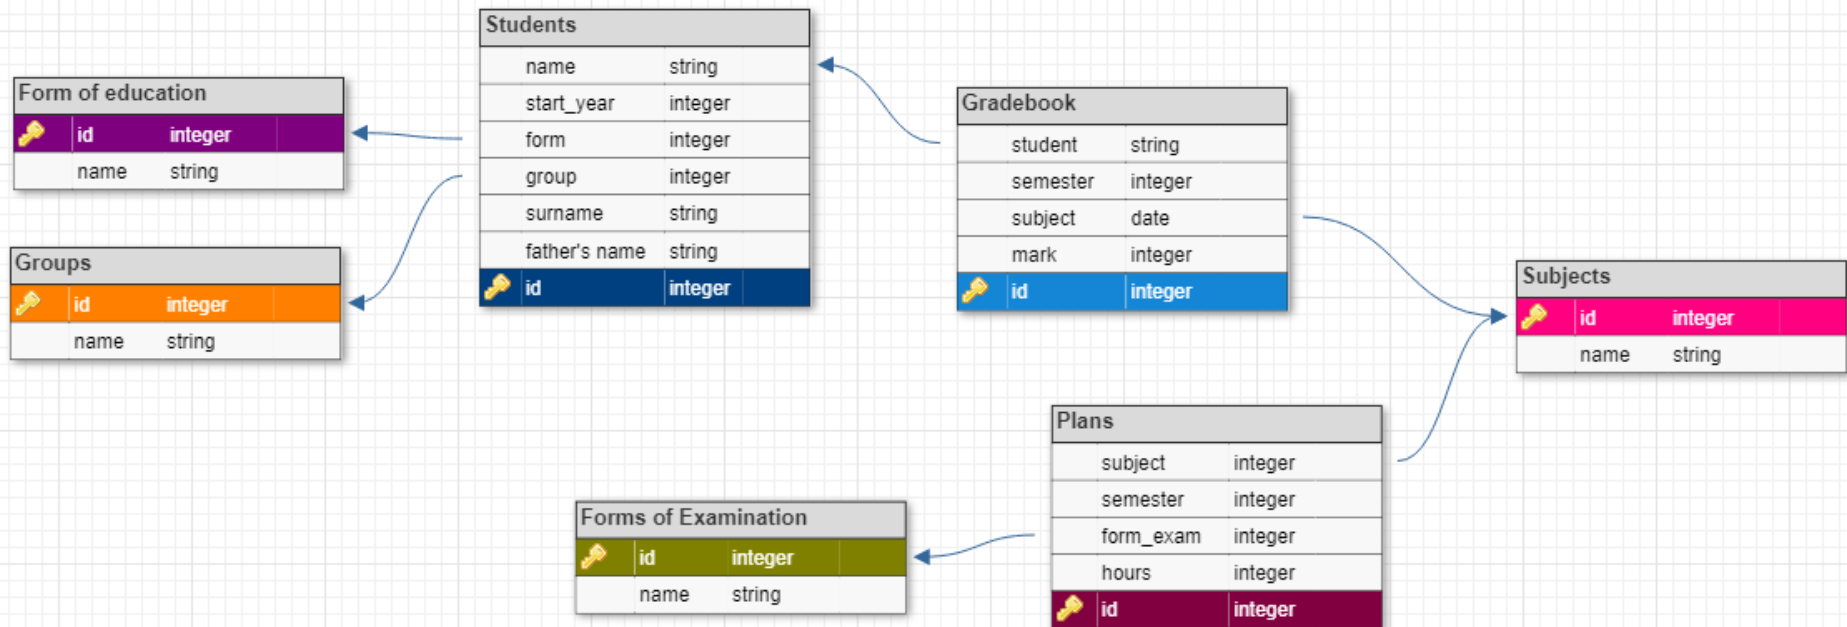 Students
name string
start_year integer
form integer
group integer
surname string
father's name string
id integer
Form of education
id integer
name string
Groups
id integer
name string
Gradebook
student string
semester integer
subject date
mark integer
id integer
Subjects
id integer
name string
Plans
subject integer
semester integer
form_exam integer
hours integer
id integer
Forms of Examination
id integer
name string